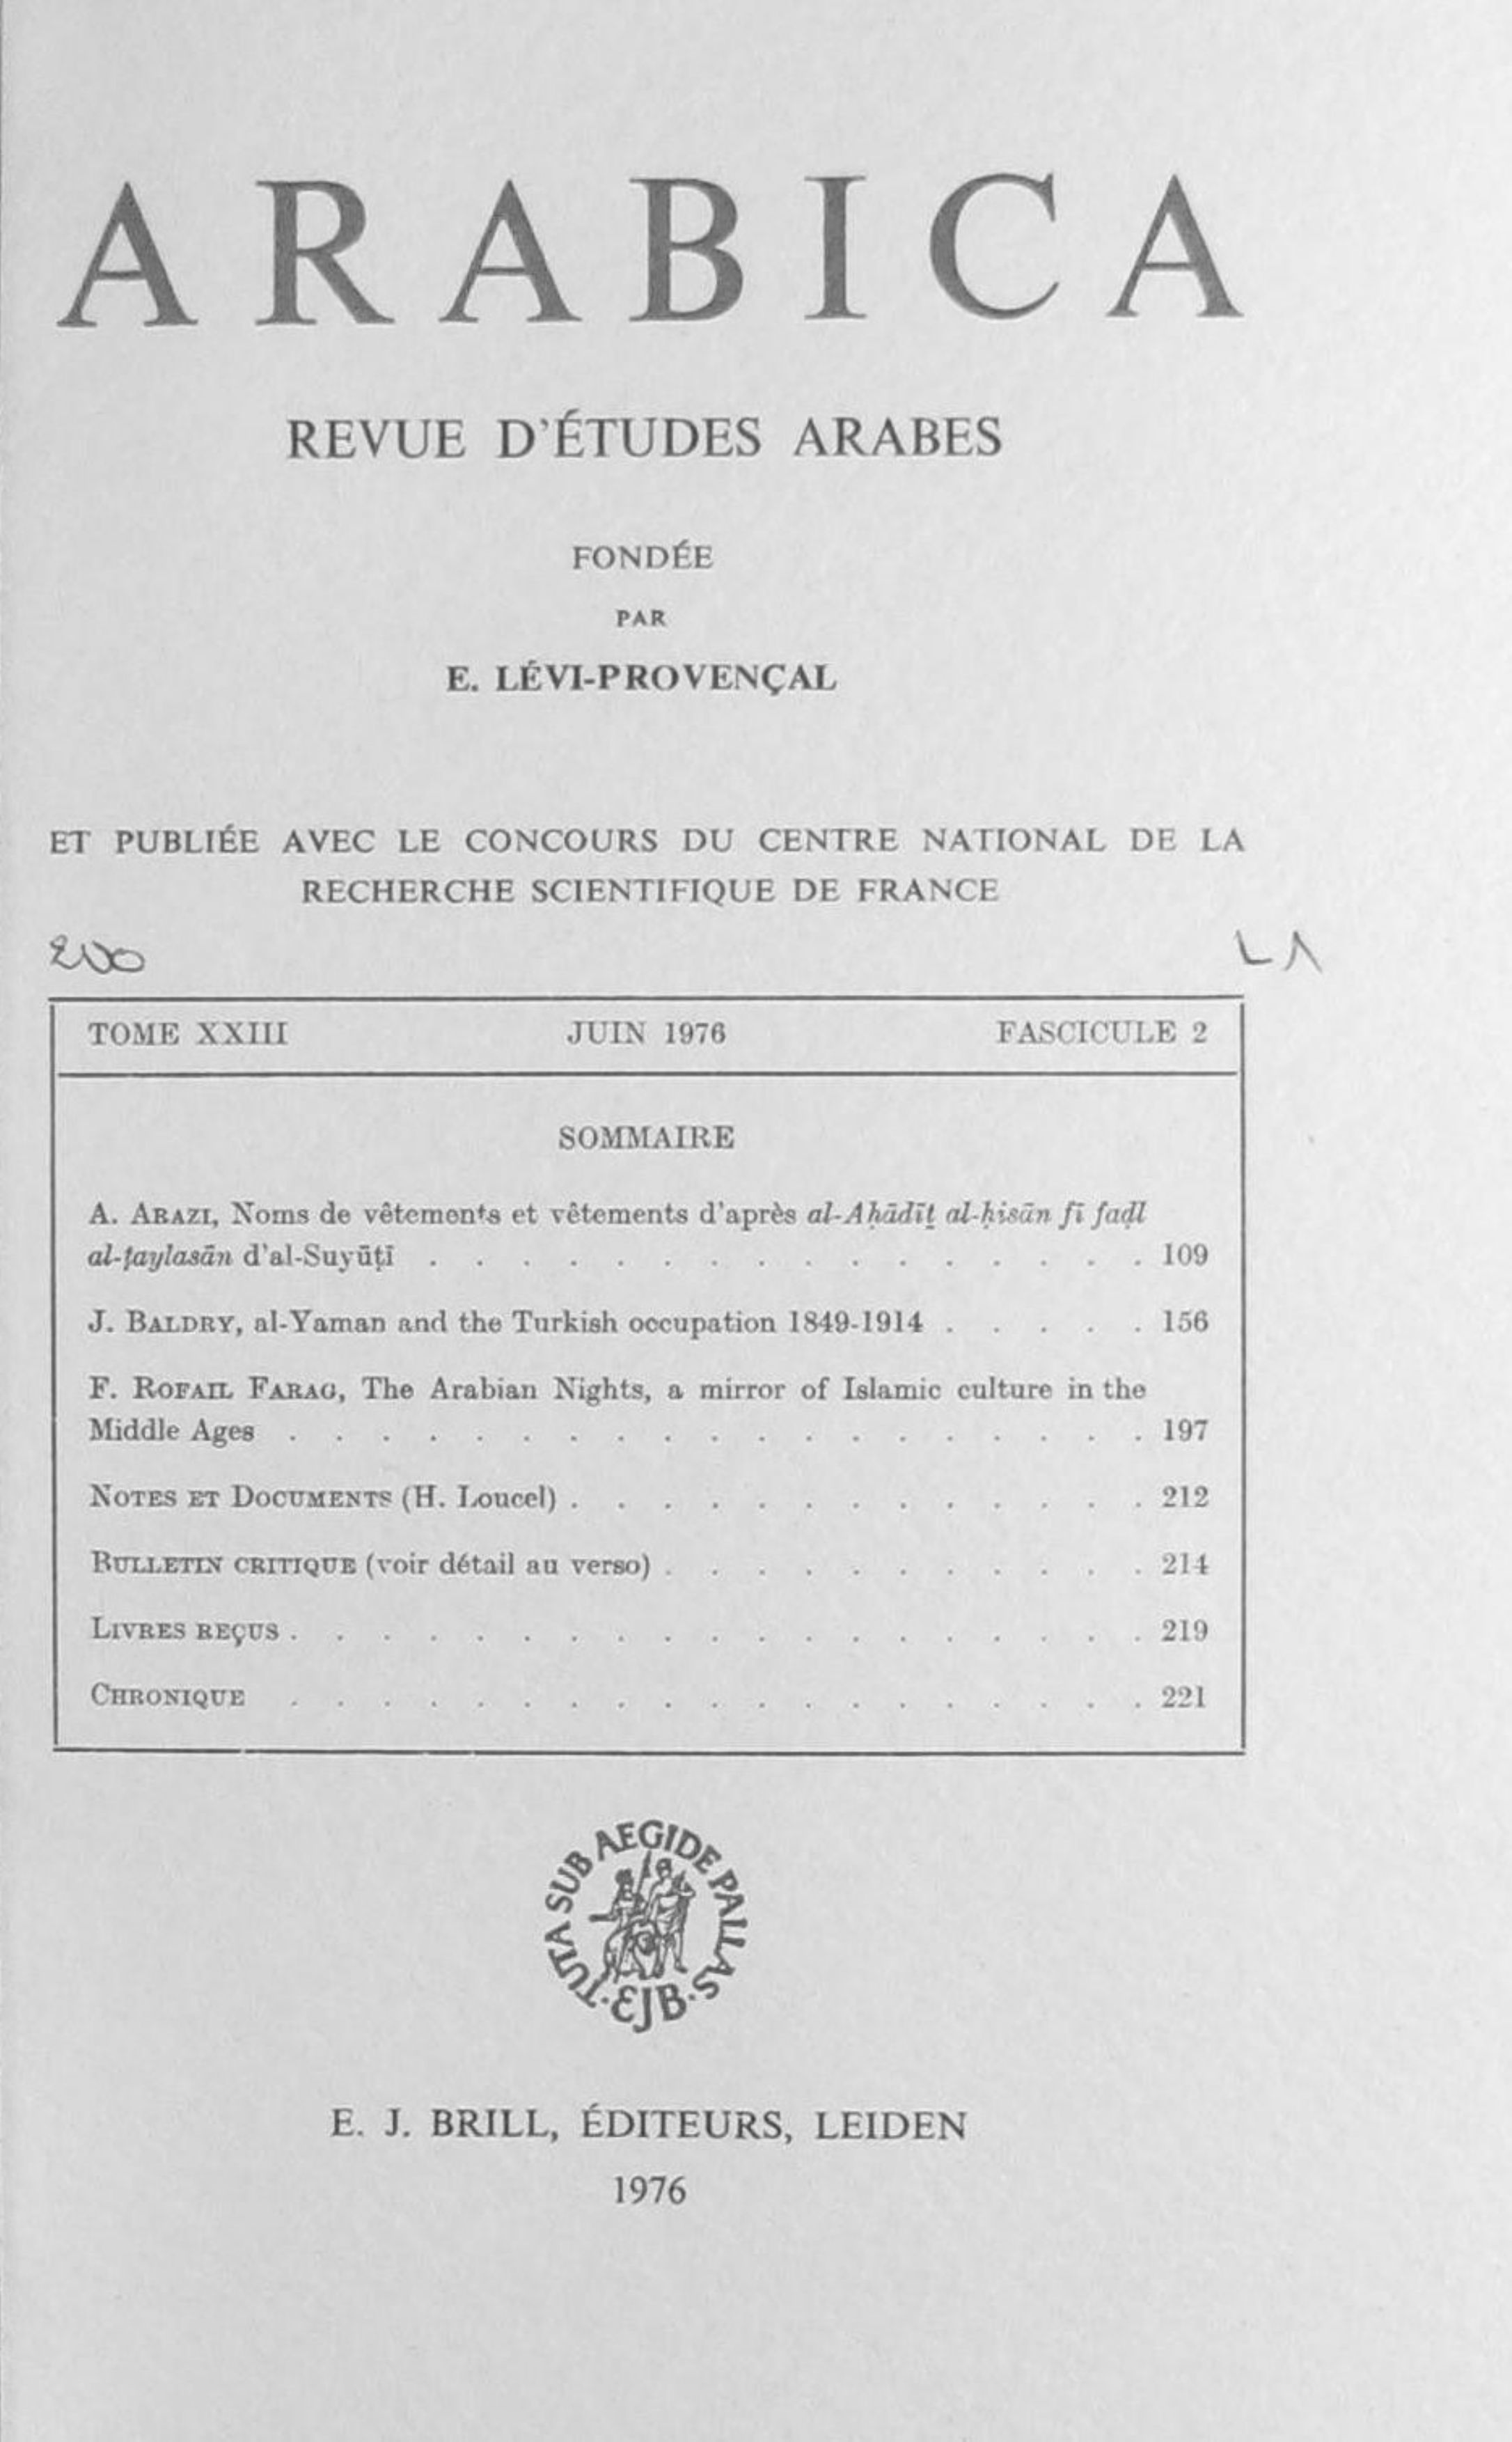 ARABICA
REVUE D'ÉTUDES ARABES
FONDÉE
PAR
E. LÉVI-PROVENÇAL
ET PUBLIÉE AVEC LE CONCOURS DU CENTRE NATIONAL DE LA
RECHERCHE SCIENTIFIQUE DE FRANCE
TOME XXIII JUIN 1976 FASCICULE 2
SOMMAIRE
A. ARAZI, Noms de vêtements et vêtements d'après al-Aḥādīṯ al-ḥisān fī faḍl
al-ṭaylasān d'al-Suyūṭī . . . . . . . . . . . . . . . . 109
J. BALDRY, al-Yaman and the Turkish occupation 1849-1914 . . . . . 156
F. ROFAIL FARAG, The Arabian Nights, a mirror of Islamic culture in the
Middle Ages . . . . . . . . . . . . . . . . . . . 197
NOTES ET DOCUMENTS (H. Loucel) . . . . . . . . . . . . . 212
BULLETIN CRITIQUE (voir détail au verso) . . . . . . . . . . . 214
LIVRES REÇUS . . . . . . . . . . . . . . . . . . . 219
CHRONIQUE . . . . . . . . . . . . . . . . . . . 221
TUTA SUB AEGIDE PALLAS
·EJB·
E. J. BRILL, ÉDITEURS, LEIDEN
1976